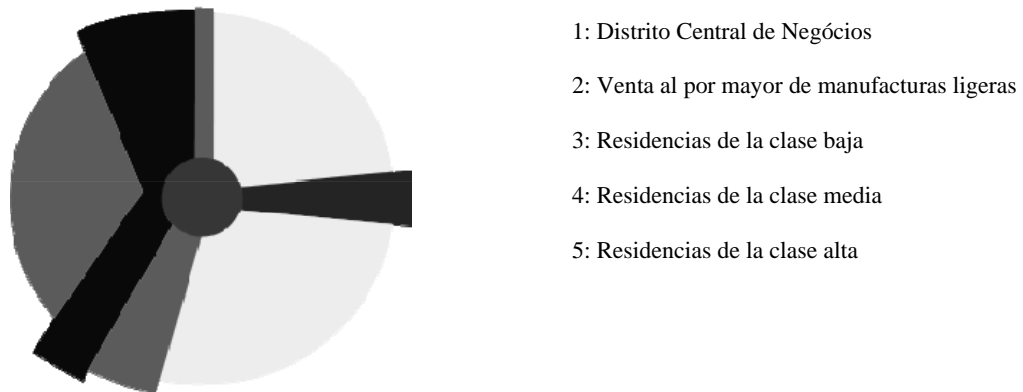 1: Distrito Central de Negócios
2: Venta al por mayor de manufacturas ligeras
3: Residencias de la clase baja
4: Residencias de la clase media
5: Residencias de la clase alta